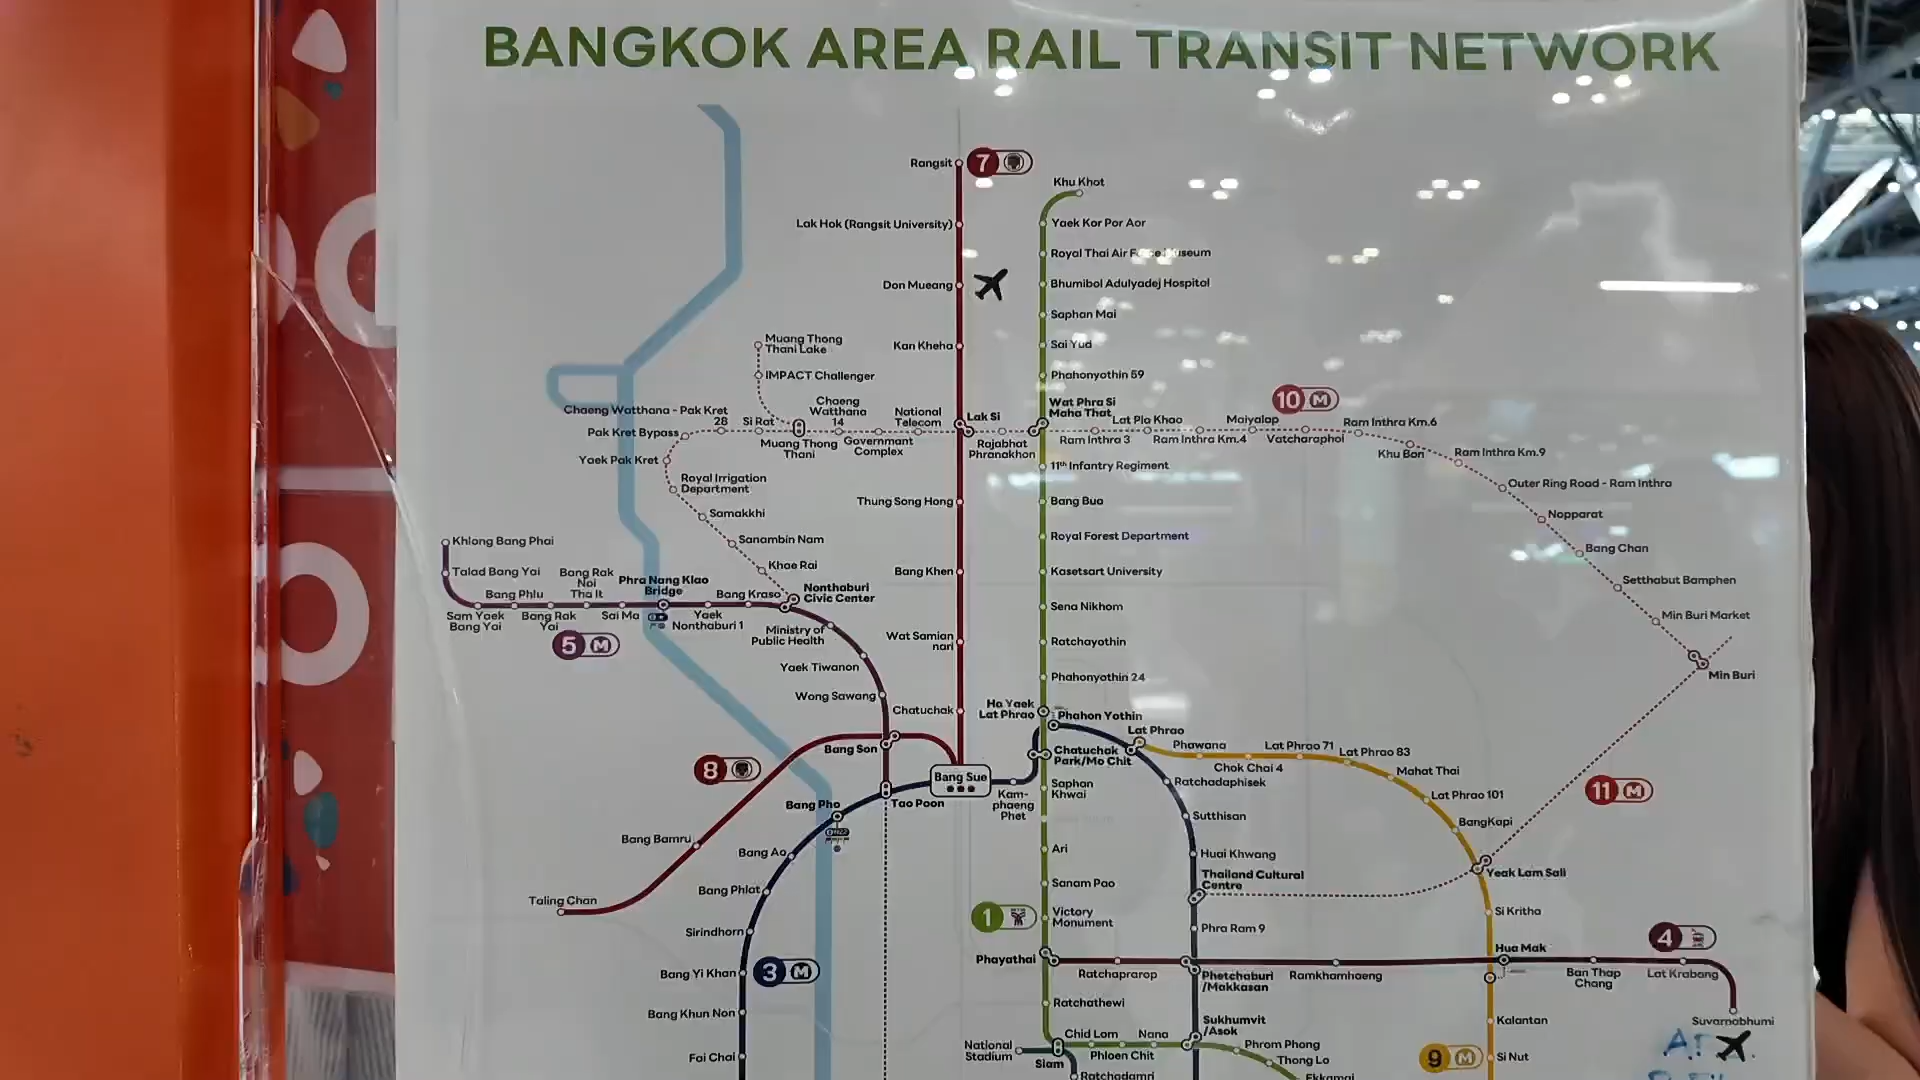 BANGKOK AREA RAIL TRANSIT NETWORK
Rangsit
7
Khu Khot
Lak Hok (Rangsit University)
Yaek Kor Por Aor
Royal Thai Air
Don Mueang
Bhumibol Adulyadej Hospital
Saphan Mai
Muang Thong
Thani Lake
Kan Kheha
Sai Yud
IMPACT Challenger
Phahonyothin 59
10 M
Chaeng Watthana - Pak Kret
28
Si Rat
Chaeng
Watthana
14
National
Telecom
Lak Si
Wat Phra Si
Maha That
Lat Pla Khao
Maiyalap
Ram Inthra Km.6
Pak Kret Bypass
Muang Thong
Thani
Governmant
Complex
Rajabhat
Phranakhon
Ram Inthra 3
Ram Inthra Km.4
Vatcharaphol
Khu Bon
Ram Inthra Km.9
Yaek Pak Kret
11th Infantry Regiment
Royal Irrigation
Department
Outer Ring Road - Ram Inthra
Thung Song Hong
Bang Bua
Samakkhi
Nopparat
Khlong Bang Phai
Sanambin Nam
Royal Forest Department
Bang Chan
Talad Bang Yai
Bang Rak
Noi
Tha It
Phra Nang Klao
Bridge
Khae Rai
Bang Khen
Kasetsart University
Setthabut Bamphen
Bang Phlu
Bang Kraso
Nonthaburi
Civic Center
Sena Nikhom
Sam Yaek
Bang Yai
Bang Rak
Yai
Sai Ma
Yaek
Nonthaburi 1
Min Buri Market
5 M
Ministry of
Public Health
Wat Samian
nari
Ratchayothin
Yaek Tiwanon
Phahonyothin 24
Min Buri
Wong Sawang
Chatuchak
Ha Yaek
Lat Phrao
Phahon Yothin
Lat Phrao
Bang Son
Chatuchak
Park/Mo Chit
Phawana
Lat Phrao 71
Lat Phrao 83
8
Bang Sue
Chok Chai 4
Mahat Thai
Saphan
Khwai
Ratchadaphisek
11 M
Bang Pho
Tao Poon
Kam-
phaeng
Phet
Lat Phrao 101
Sutthisan
BangKapi
Bang Bamru
Bang Ao
Ari
Huai Khwang
Yeak Lam Sali
Bang Phlat
Sanam Pao
Thailand Cultural
Centre
Taling Chan
1
Victory
Monument
Si Kritha
Sirindhorn
Phra Ram 9
4
Hua Mak
Payathai
Bang Yi Khan
3 M
Ratchaprarop
Phetchaburi
/Makkasan
Ramkhamhaeng
Ban Thap
Chang
Lat Krabang
Ratchathewi
Bang Khun Non
Suvarnabhumi
Sukhumvit
/Asok
Kalantan
Chid Lom
Nana
National
Stadium
Phloen Chit
Phrom Phong
9 M
Si Nut
Fai Chai
Siam
Thong Lo
Ratchadamri
Ekkamai